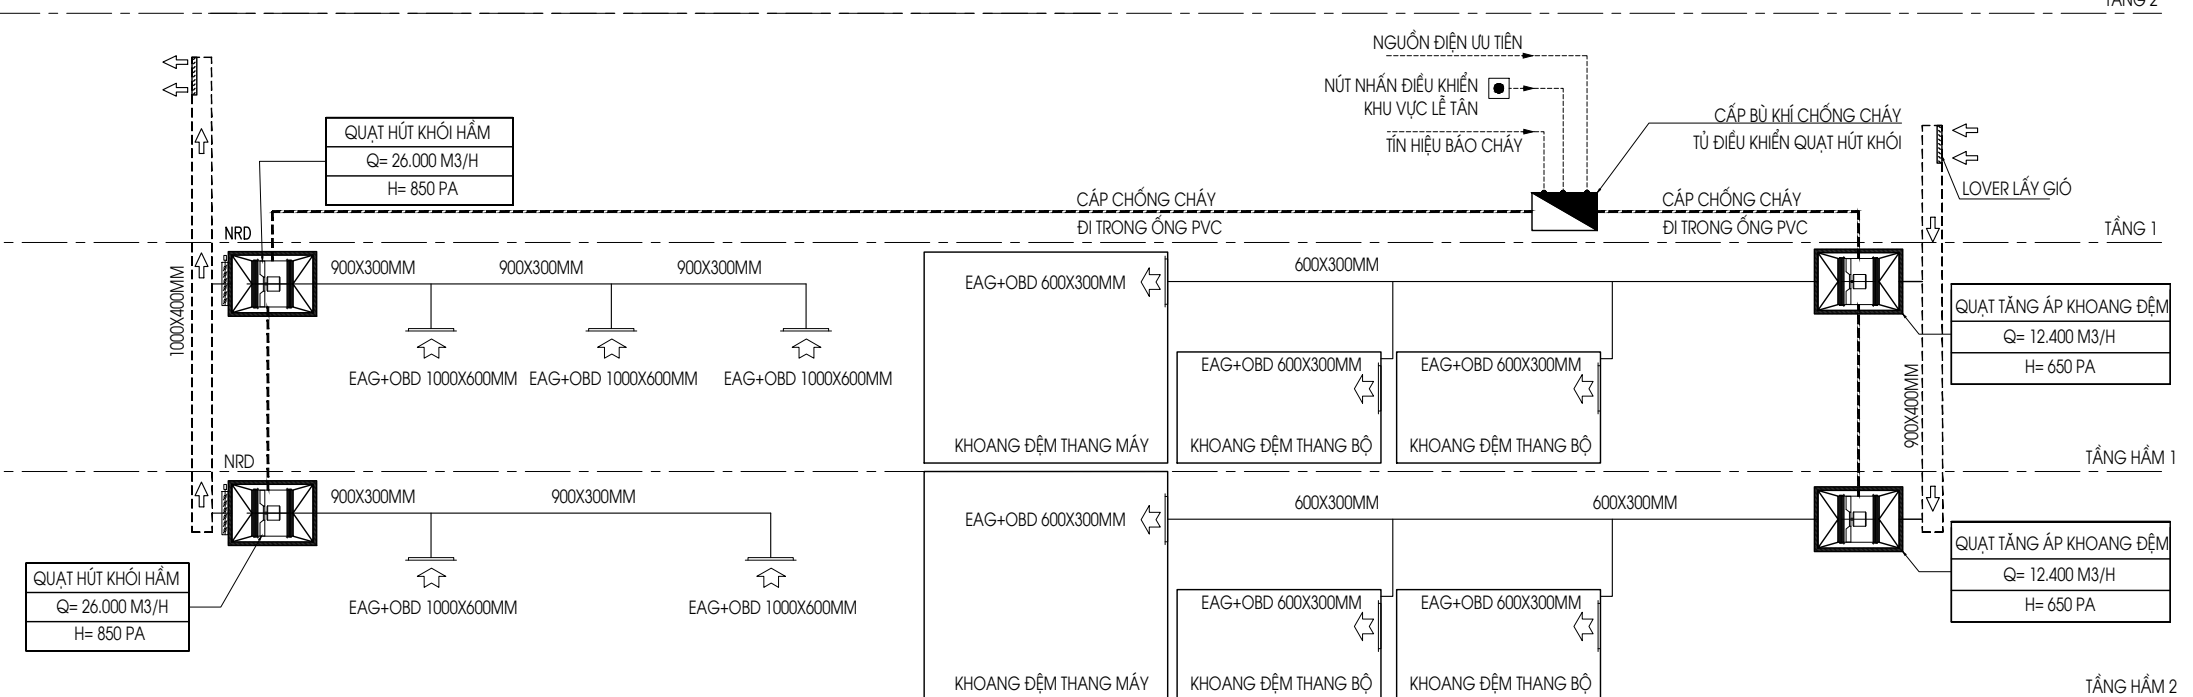 TẦNG 2
NGUỒN ĐIỆN ƯU TIÊN
NÚT NHẤN ĐIỀU KHIỂN
KHU VỰC LỄ TÂN
TÍN HIỆU BÁO CHÁY
CẤP BÙ KHÍ CHỐNG CHÁY
TỦ ĐIỀU KHIỂN QUẠT HÚT KHÓI
LOVER LẤY GIÓ
QUẠT HÚT KHÓI HẦM
Q= 26.000 M3/H
H= 850 PA
CÁP CHỐNG CHÁY
ĐI TRONG ỐNG PVC
CÁP CHỐNG CHÁY
ĐI TRONG ỐNG PVC
TẦNG 1
NRD
1000X400MM
900X300MM
900X300MM
900X300MM
EAG+OBD 1000X600MM
EAG+OBD 1000X600MM
EAG+OBD 1000X600MM
EAG+OBD 600X300MM
600X300MM
EAG+OBD 600X300MM
EAG+OBD 600X300MM
KHOANG ĐỆM THANG MÁY
KHOANG ĐỆM THANG BỘ
KHOANG ĐỆM THANG BỘ
QUẠT TĂNG ÁP KHOANG ĐỆM
Q= 12.400 M3/H
H= 650 PA
900X400MM
TẦNG HẦM 1
NRD
900X300MM
900X300MM
EAG+OBD 1000X600MM
EAG+OBD 1000X600MM
QUẠT HÚT KHÓI HẦM
Q= 26.000 M3/H
H= 850 PA
EAG+OBD 600X300MM
600X300MM
600X300MM
EAG+OBD 600X300MM
EAG+OBD 600X300MM
KHOANG ĐỆM THANG MÁY
KHOANG ĐỆM THANG BỘ
KHOANG ĐỆM THANG BỘ
QUẠT TĂNG ÁP KHOANG ĐỆM
Q= 12.400 M3/H
H= 650 PA
TẦNG HẦM 2